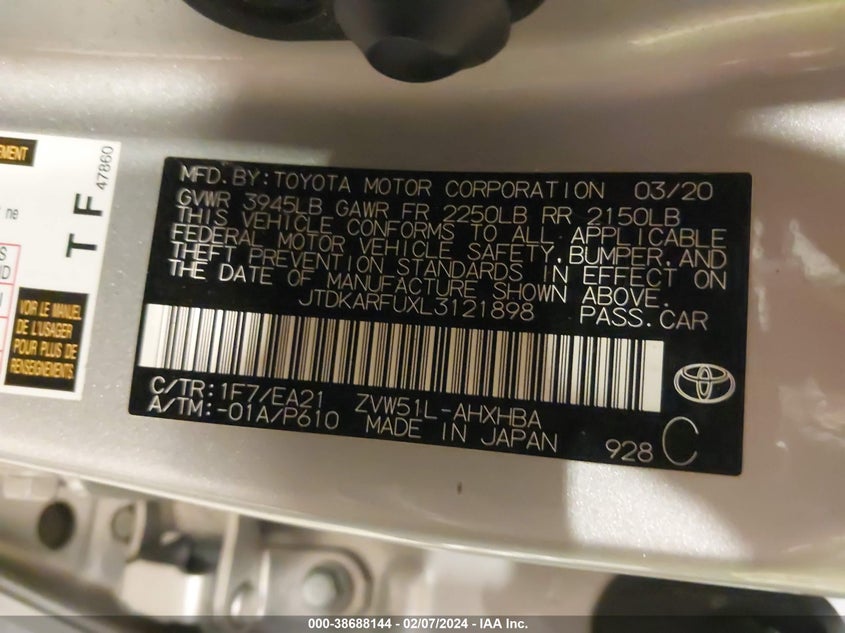 EMENT
ne
T F
47860
S
ND
N
VOIR LE MANUEL
DE L'USAGER
POUR PLUS DE
RENSEIGNEMENTS
MFD. BY: TOYOTA MOTOR CORPORATION 03/20
GVWR 3945LB GAWR FR 2250LB RR 2150LB
THIS VEHICLE CONFORMS TO ALL APPLICABLE
FEDERAL MOTOR VEHICLE SAFETY, BUMPER, AND
THEFT PREVENTION STANDARDS IN EFFECT ON
THE DATE OF MANUFACTURE SHOWN ABOVE.
JTDKARFUXL3121898 PASS. CAR
C/TR: 1F7/EA21 ZVW51L-AHXHBA
A/TM: -01A/P610 MADE IN JAPAN
928 C
000-38688144 - 02/07/2024 - IAA Inc.